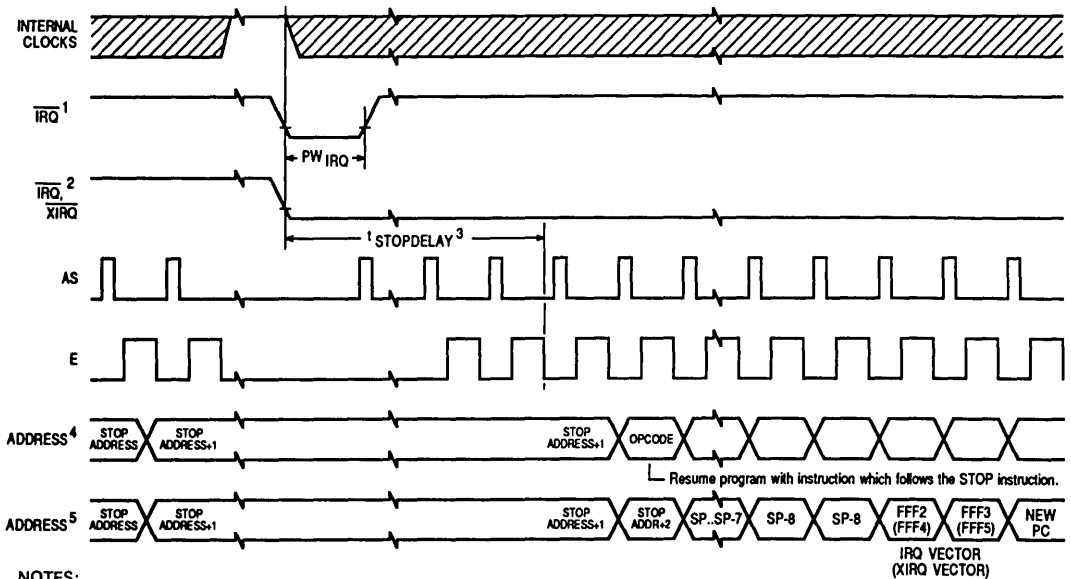 INTERNAL
CLOCKS
IRQ 1
PW IRQ
IRQ, 2
XIRQ
t STOPDELAY 3
AS
E
ADDRESS 4 STOP ADDRESS STOP ADDRESS+1 STOP ADDRESS+1 OPCODE
Resume program with instruction which follows the STOP instruction.
ADDRESS 5 STOP ADDRESS STOP ADDRESS+1 STOP ADDRESS+1 STOP ADDR+2 SP..SP-7 SP-8 SP-8 FFF2 (FFF4) FFF3 (FFF5) NEW PC
IRQ VECTOR
(XIRQ VECTOR)
NOTES: